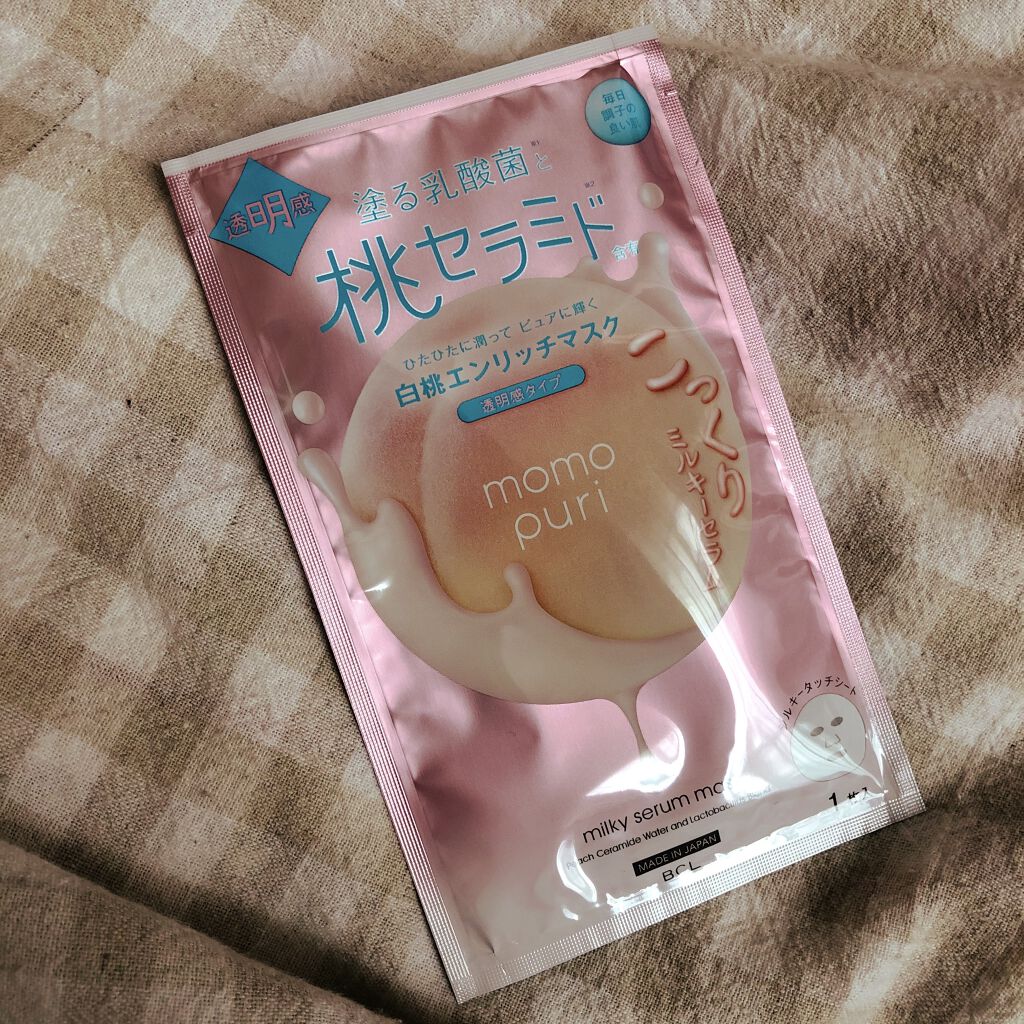 毎日
調子の
良い肌
透明感
塗る乳酸菌※1と
桃セラミド※2
含有
ひたひたに潤って ピュアに輝く
白桃エンリッチマスク
透明感タイプ
こっくり
ミルキーセラム
momo
puri
ルキータッチシート
1枚入
milky serum
Peach Ceramide Water and
MADE IN JAPAN
BCL